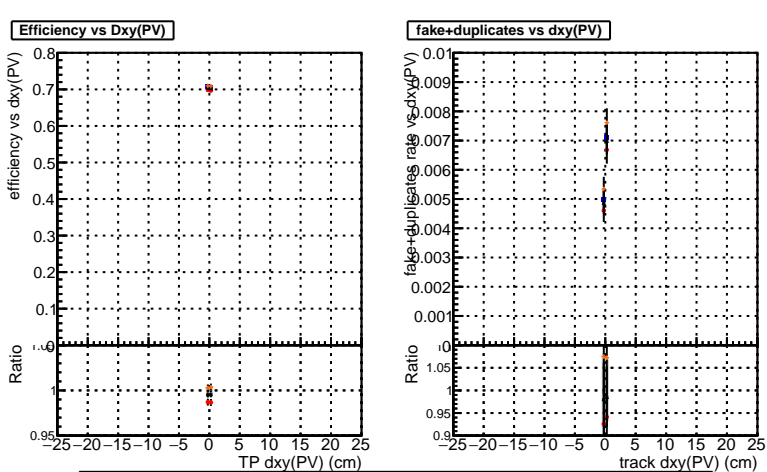 Efficiency vs Dxy(PV)
efficiency vs dxy(PV)
0.8
0.7
0.6
0.5
0.4
0.3
0.2
0.1
0
Ratio
1
0.95
−25 −20 −15 −10 −5 0 5 10 15 20 25
TP dxy(PV) (cm)
fake+duplicates vs dxy(PV)
fake+duplicates rate vs dxy(PV)
0.01
0.009
0.008
0.007
0.006
0.005
0.004
0.003
0.002
0.001
0
Ratio
1.05
1
0.95
0.9
−25 −20 −15 −10 −5 0 5 10 15 20 25
track dxy(PV) (cm)